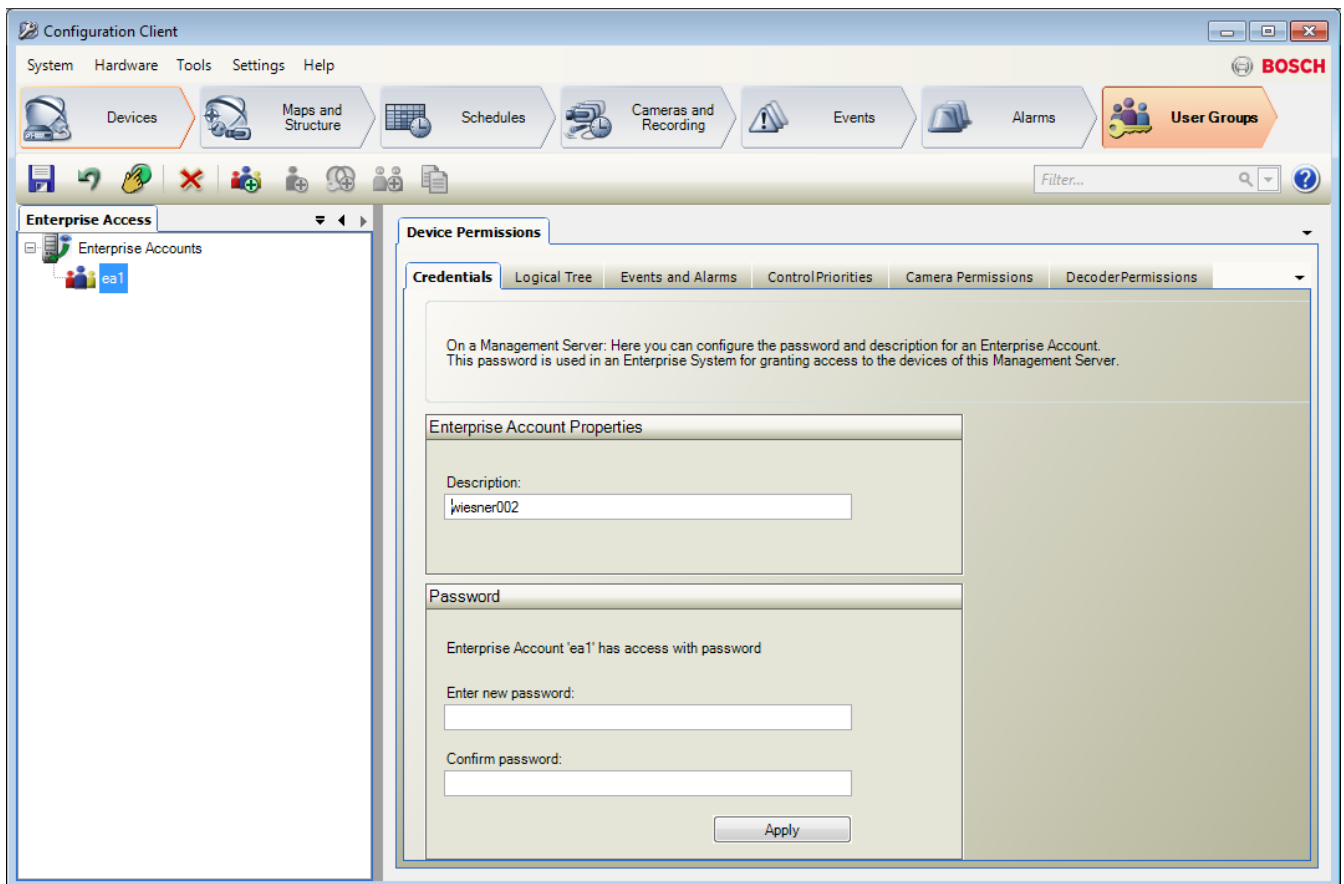 Configuration Client
System Hardware Tools Settings Help
BOSCH
Devices
Maps and
Structure
Schedules
Cameras and
Recording
Events
Alarms
User Groups
Filter...
Enterprise Access
Enterprise Accounts
ea1
Device Permissions
Credentials Logical Tree Events and Alarms ControlPriorities Camera Permissions DecoderPermissions
On a Management Server: Here you can configure the password and description for an Enterprise Account.
This password is used in an Enterprise System for granting access to the devices of this Management Server.
Enterprise Account Properties
Description:
wiesner002
Password
Enterprise Account 'ea1' has access with password
Enter new password:
Confirm password:
Apply